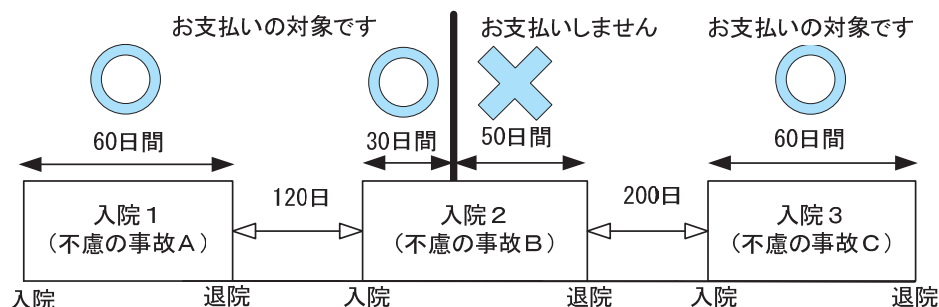 お支払いの対象です
お支払いしません
お支払いの対象です
60日間
30日間
50日間
60日間
120日
200日
入院１
（不慮の事故Ａ）
入院２
（不慮の事故Ｂ）
入院３
（不慮の事故Ｃ）
入院
退院
入院
退院
入院
退院